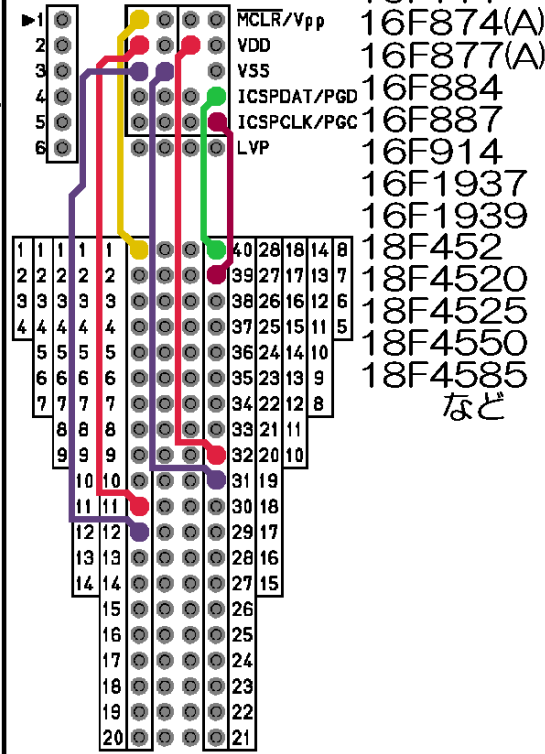 ▶1 MCLR/Vpp
2 VDD
3 VSS
4 ICSPDAT/PGD
5 ICSPCLK/PGC
6 LVP
16F874(A)
16F877(A)
16F884
16F887
16F914
16F1937
16F1939
18F452
18F4520
18F4525
18F4550
18F4585
など
1 1 1 1 1 40 28 18 14 8
2 2 2 2 2 39 27 17 13 7
3 3 3 3 3 38 26 16 12 6
4 4 4 4 4 37 25 15 11 5
5 5 5 5 36 24 14 10
6 6 6 6 35 23 13 9
7 7 7 7 34 22 12 8
8 8 8 33 21 11
9 9 9 32 20 10
10 10 31 19
11 11 30 18
12 12 29 17
13 13 28 16
14 14 27 15
15 26
16 25
17 24
18 23
19 22
20 21